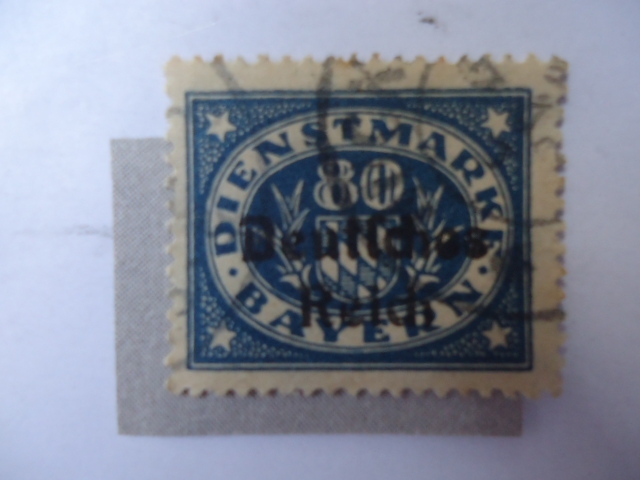 DIENSTMARKE
80
Deutsches
Reich
· BAYERN ·